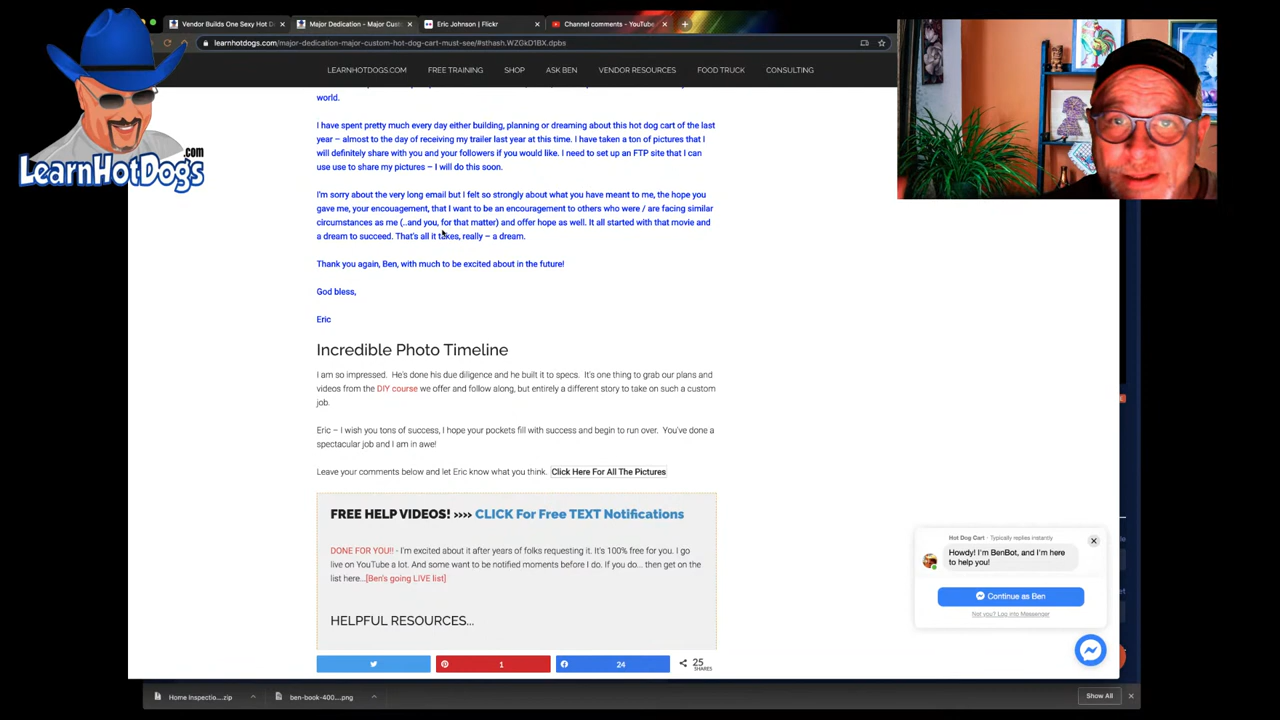 Vendor Builds One Sexy Hot D
Major Dedication - Major Cust
Eric Johnson | Flickr
Channel comments - YouTube
learnhotdogs.com/major-dedication-major-custom-hot-dog-cart-must-see/#sthash.WZGkD1BX.dpbs
LEARNHOTDOGS.COM FREE TRAINING SHOP ASK BEN VENDOR RESOURCES FOOD TRUCK CONSULTING
LearnHotDogs.com
world.
I have spent pretty much every day either building, planning or dreaming about this hot dog cart of the last
year – almost to the day of receiving my trailer last year at this time. I have taken a ton of pictures that I
will definitely share with you and your followers if you would like. I need to set up an FTP site that I can
use use to share my pictures – I will do this soon.
I'm sorry about the very long email but I felt so strongly about what you have meant to me, the hope you
gave me, your encouagement, that I want to be an encouragement to others who were / are facing similar
circumstances as me (..and you, for that matter) and offer hope as well. It all started with that movie and
a dream to succeed. That's all it takes, really – a dream.
Thank you again, Ben, with much to be excited about in the future!
God bless,
Eric
Incredible Photo Timeline
I am so impressed. He's done his due diligence and he built it to specs. It's one thing to grab our plans and
videos from the DIY course we offer and follow along, but entirely a different story to take on such a custom
job.
Eric – I wish you tons of success, I hope your pockets fill with success and begin to run over. You've done a
spectacular job and I am in awe!
Leave your comments below and let Eric know what you think. Click Here For All The Pictures
FREE HELP VIDEOS! >>>> CLICK For Free TEXT Notifications
DONE FOR YOU!! - I'm excited about it after years of folks requesting it. It's 100% free for you. I go
live on YouTube a lot. And some want to be notified moments before I do. If you do... then get on the
list here...[Ben's going LIVE list]
HELPFUL RESOURCES...
1
24
25
SHARES
Hot Dog Cart - Typically replies instantly
Howdy! I'm BenBot, and I'm here
to help you!
Continue as Ben
Not you? Log into Messenger
Home Inspectio....zip
ben-book-400....png
Show All